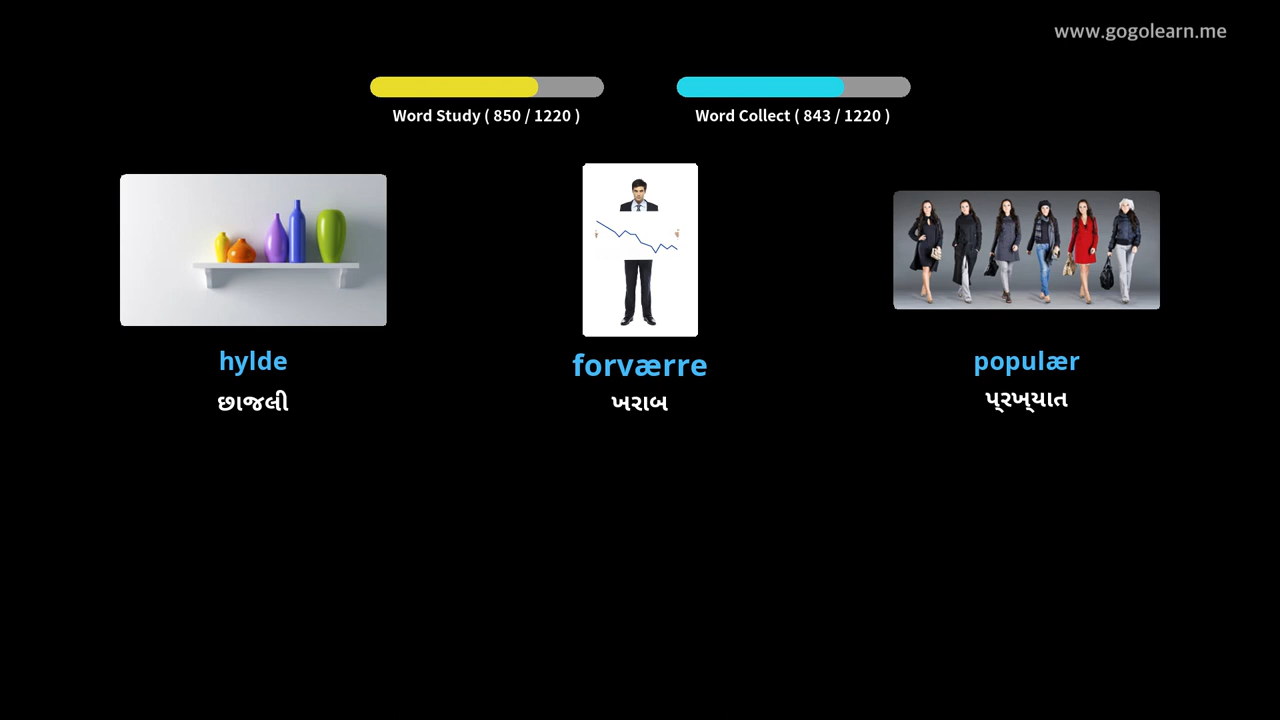 www.gogolearn.me
Word Study ( 850 / 1220 )
Word Collect ( 843 / 1220 )
hylde
forværre
populær
છાજલી
ખરાબ
પ્રખ્યાત